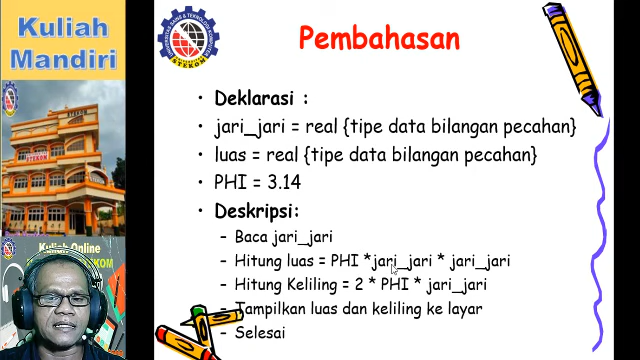 Kuliah
Mandiri
Pembahasan
STEKOM
• Deklarasi :
• jari_jari = real {tipe data bilangan pecahan}
• luas = real {tipe data bilangan pecahan}
• PHI = 3.14
• Deskripsi:
– Baca jari_jari
– Hitung luas = PHI *jari_jari * jari_jari
– Hitung Keliling = 2 * PHI * jari_jari
– Tampilkan luas dan keliling ke layar
– Selesai
STEKOM
Kuliah Online